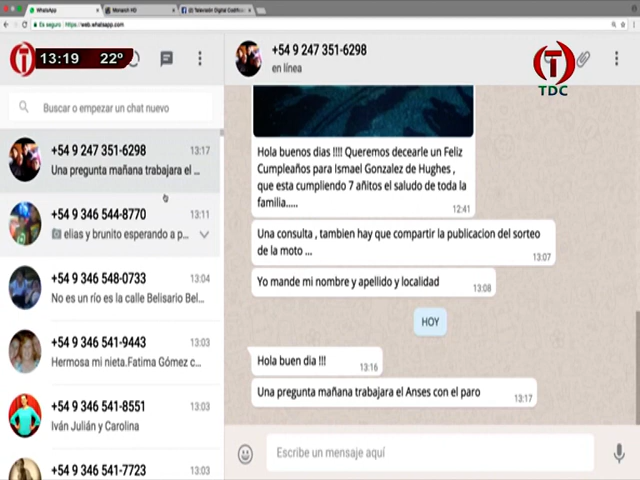 WhatsApp
Monarch HD
Televisión Digital Codific
Es seguro
https://web.whatsapp.com
T 13:19 22º
+54 9 247 351-6298
en línea
T
TDC
Buscar o empezar un chat nuevo
+54 9 247 351-6298 13:17
Una pregunta mañana trabajara el ...
+54 9 346 544-8770 13:11
elias y brunito esperando a p...
+54 9 346 548-0733 13:04
No es un río es la calle Belisario Bel...
+54 9 346 541-9443 13:03
Hermosa mi nieta.Fatima Gómez c...
+54 9 346 541-8551 13:03
Iván Julián y Carolina
+54 9 346 541-7723 13:03
Hola buenos dias !!!! Queremos decearle un Feliz
Cumpleaños para Ismael Gonzalez de Hughes ,
que esta cumpliendo 7 añitos el saludo de toda la
familia.....
12:41
Una consulta , tambien hay que compartir la publicacion del sorteo
de la moto ...
13:07
Yo mande mi nombre y apellido y localidad
13:08
HOY
Hola buen dia !!!
13:16
Una pregunta mañana trabajara el Anses con el paro
13:17
Escribe un mensaje aquí